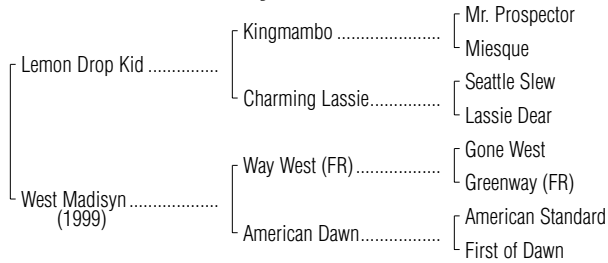 Mr. Prospector
Kingmambo ..................
Miesque
Lemon Drop Kid ...............
Seattle Slew
Charming Lassie..............
Lassie Dear
Gone West
Way West (FR) .................
Greenway (FR)
West Madisyn ..................
(1999)
American Standard
American Dawn................
First of Dawn